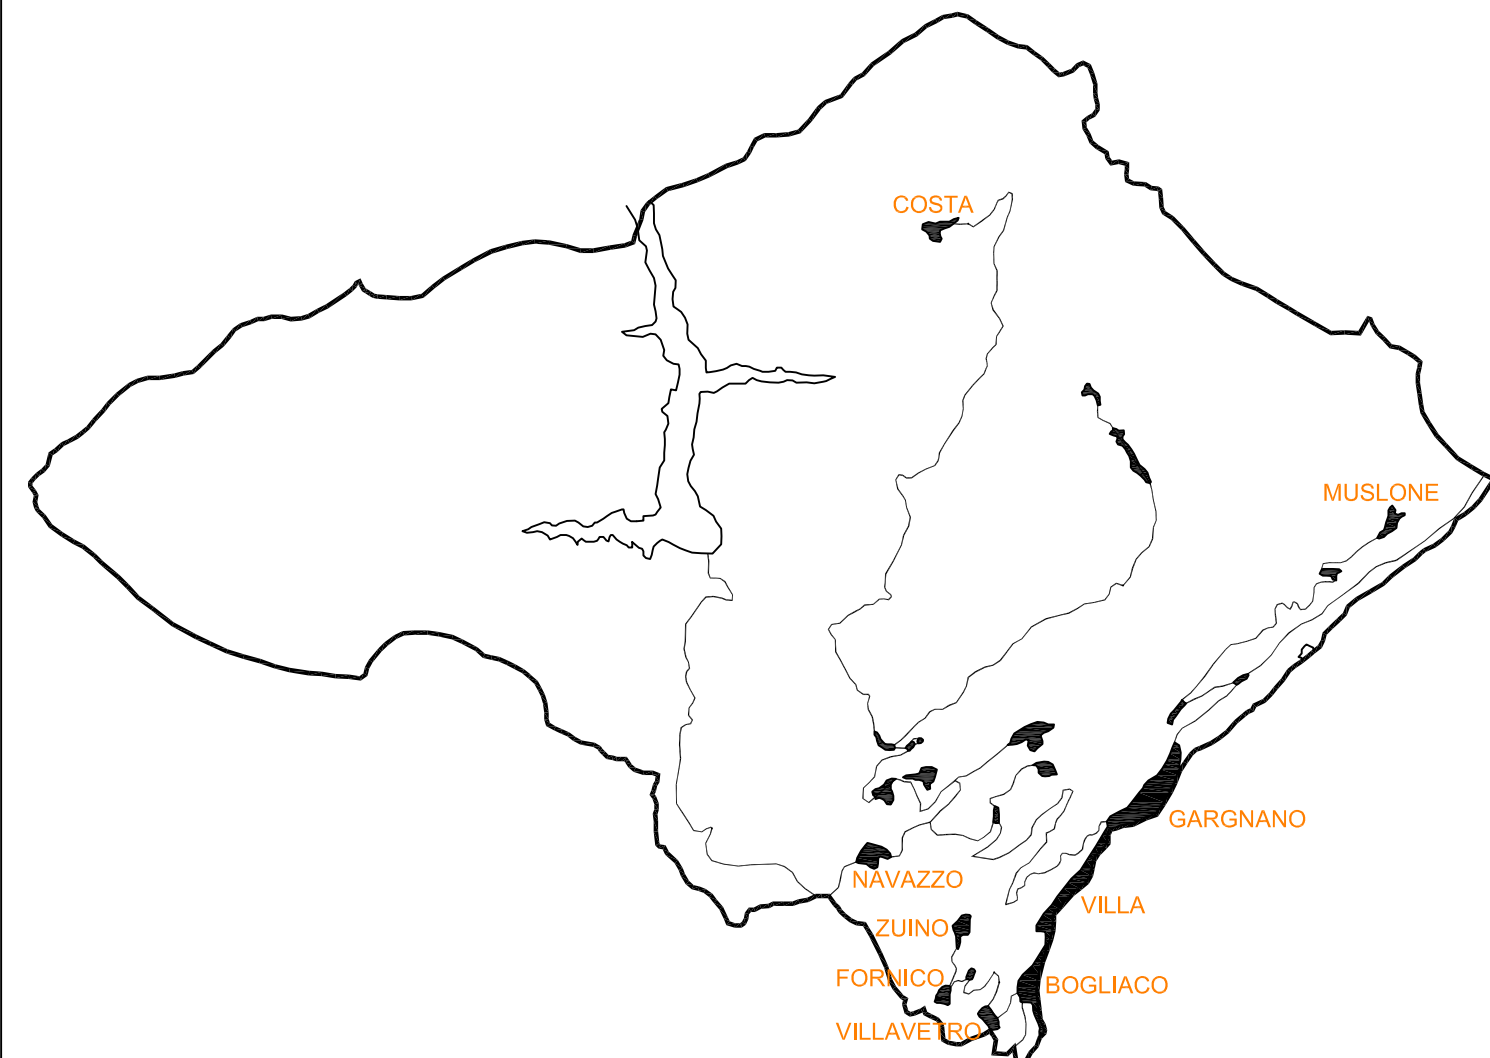 COSTA
MUSLONE
GARGNANO
NAVAZZO
VILLA
ZUINO
FORNICO
BOGLIACO
VILLAVETRO